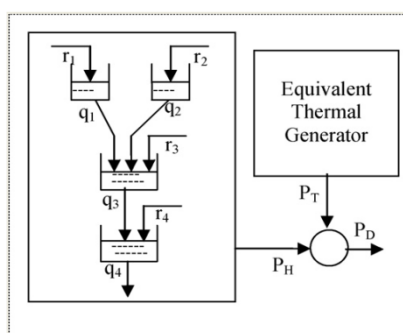 r1
r2
q1
q2
r3
q3
r4
q4
Equivalent
Thermal
Generator
PT
PD
PH